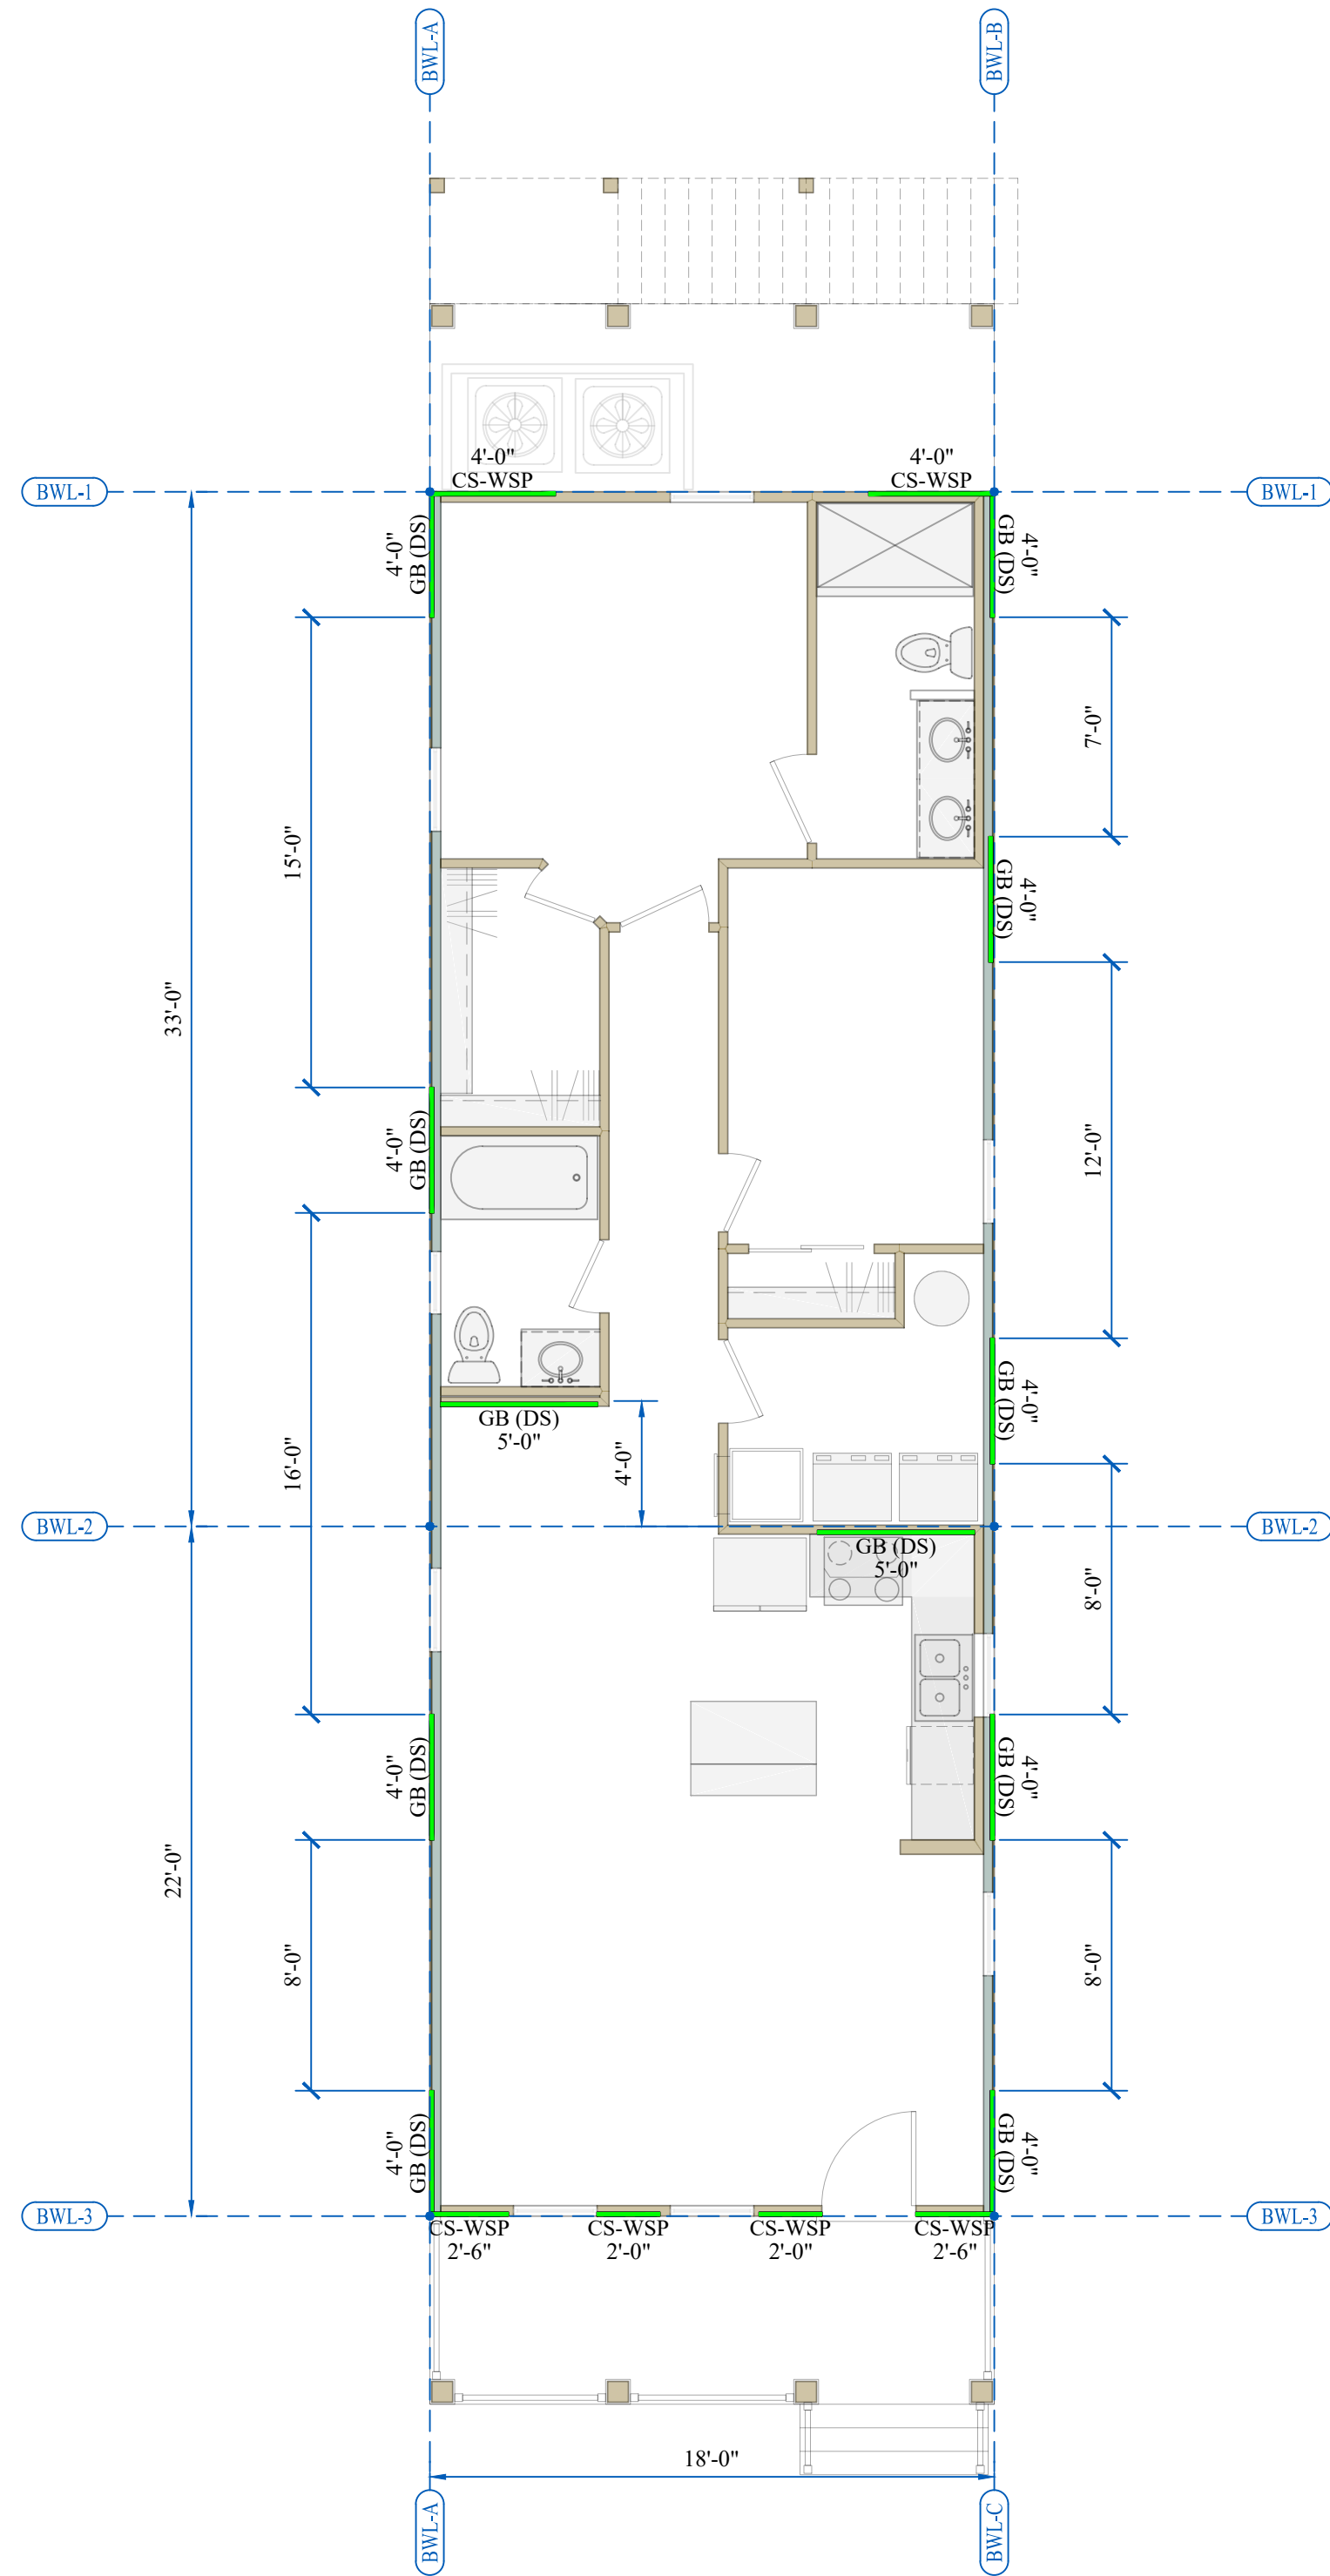 BWL-A
BWL-B
4'-0"
CS-WSP
4'-0"
CS-WSP
BWL-1
BWL-1
4'-0"
GB (DS)
4'-0"
GB (DS)
7'-0"
15'-0"
4'-0"
GB (DS)
33'-0"
4'-0"
GB (DS)
12'-0"
4'-0"
GB (DS)
GB (DS)
5'-0"
4'-0"
16'-0"
BWL-2
BWL-2
GB (DS)
5'-0"
8'-0"
4'-0"
GB (DS)
4'-0"
GB (DS)
22'-0"
8'-0"
8'-0"
4'-0"
GB (DS)
4'-0"
GB (DS)
BWL-3
BWL-3
CS-WSP
2'-6"
CS-WSP
2'-0"
CS-WSP
2'-0"
CS-WSP
2'-6"
18'-0"
BWL-A
BWL-C